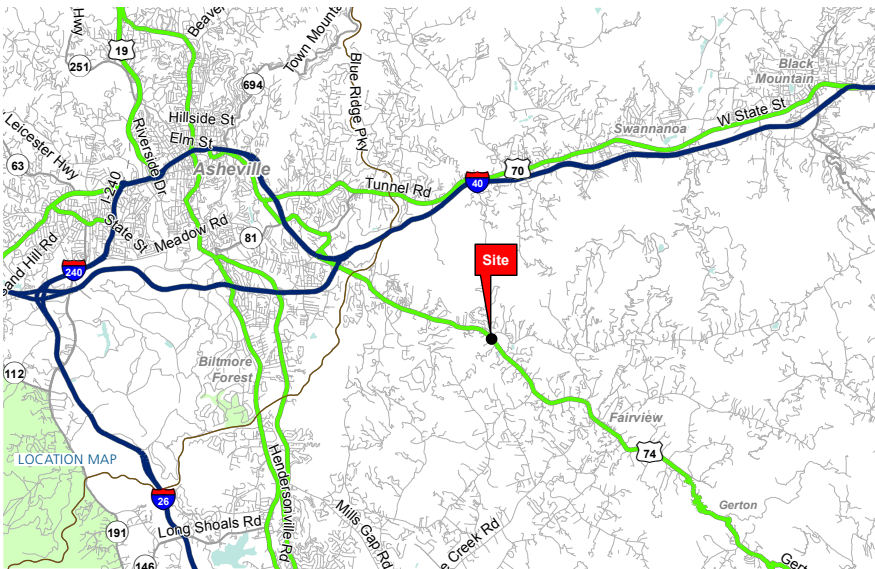 Hwy
19
251
Beaver
694
Town Mounta
Blue Ridge Pky
Black
Mountain
W State St
Swannanoa
Hillside St
Elm St
Leicester Hwy
63
Riverside Dr
Asheville
I-240
Tunnel Rd
40
70
State St
Meadow Rd
81
Sand Hill Rd
240
Site
112
Biltmore
Forest
Fairview
74
LOCATION MAP
26
Hendersonville Rd
Gerton
191
Long Shoals Rd
Mills Gap Rd
e Creek Rd
146
Gert